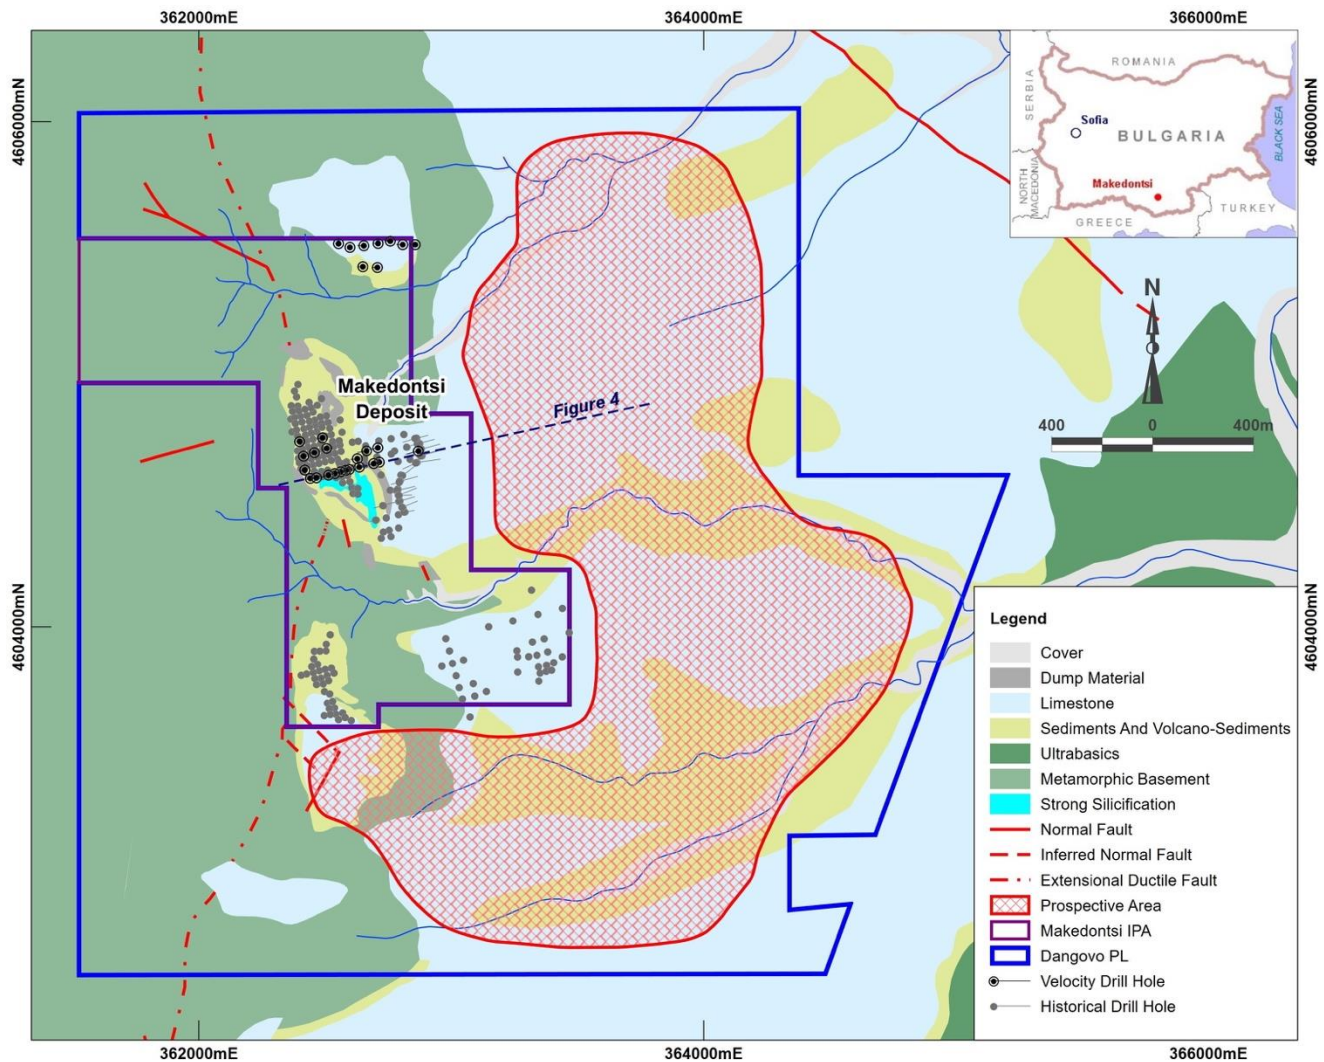 362000mE
364000mE
366000mE
4606000mN
4606000mN
ROMANIA
SERBIA
Sofia
BULGARIA
BLACK SEA
NORTH
MACEDONIA
Makedontsi
GREECE
TURKEY
N
Makedontsi
Deposit
Figure 4
400
0
400m
4604000mN
4604000mN
Legend
Cover
Dump Material
Limestone
Sediments And Volcano-Sediments
Ultrabasics
Metamorphic Basement
Strong Silicification
Normal Fault
Inferred Normal Fault
Extensional Ductile Fault
Prospective Area
Makedontsi IPA
Dangovo PL
Velocity Drill Hole
Historical Drill Hole
362000mE
364000mE
366000mE